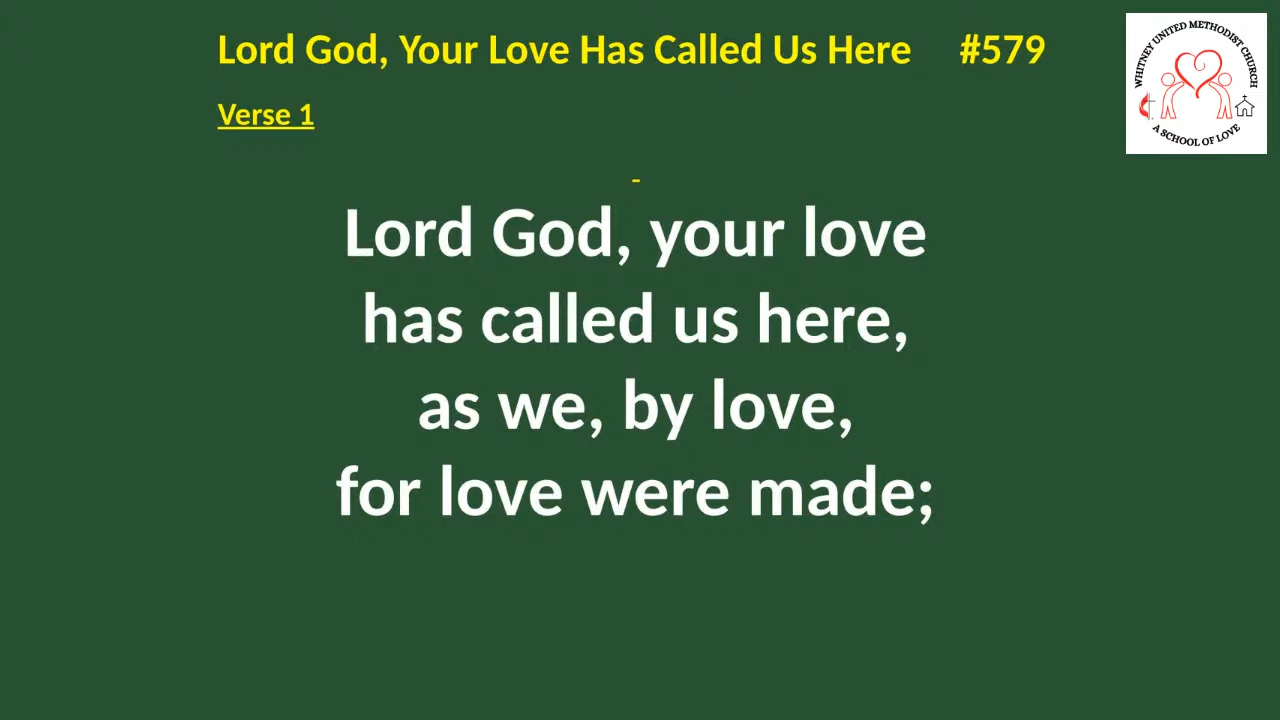 Lord God, Your Love Has Called Us Here #579
Verse 1
-
Lord God, your love
has called us here,
as we, by love,
for love were made;
WHITNEY UNITED METHODIST CHURCH
A SCHOOL OF LOVE